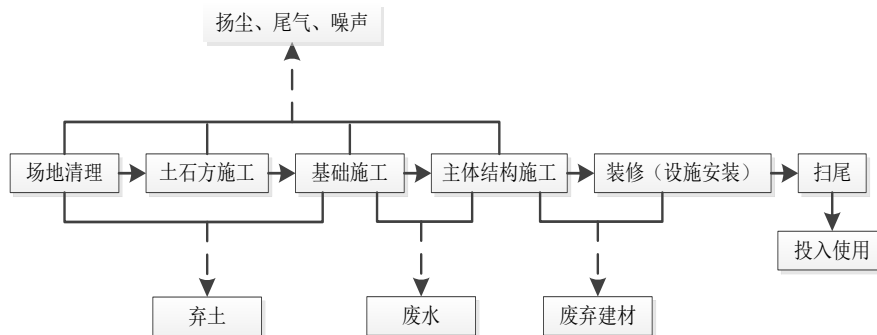 扬尘、尾气、噪声
场地清理
土石方施工
基础施工
主体结构施工
装修（设施安装）
扫尾
投入使用
弃土
废水
废弃建材